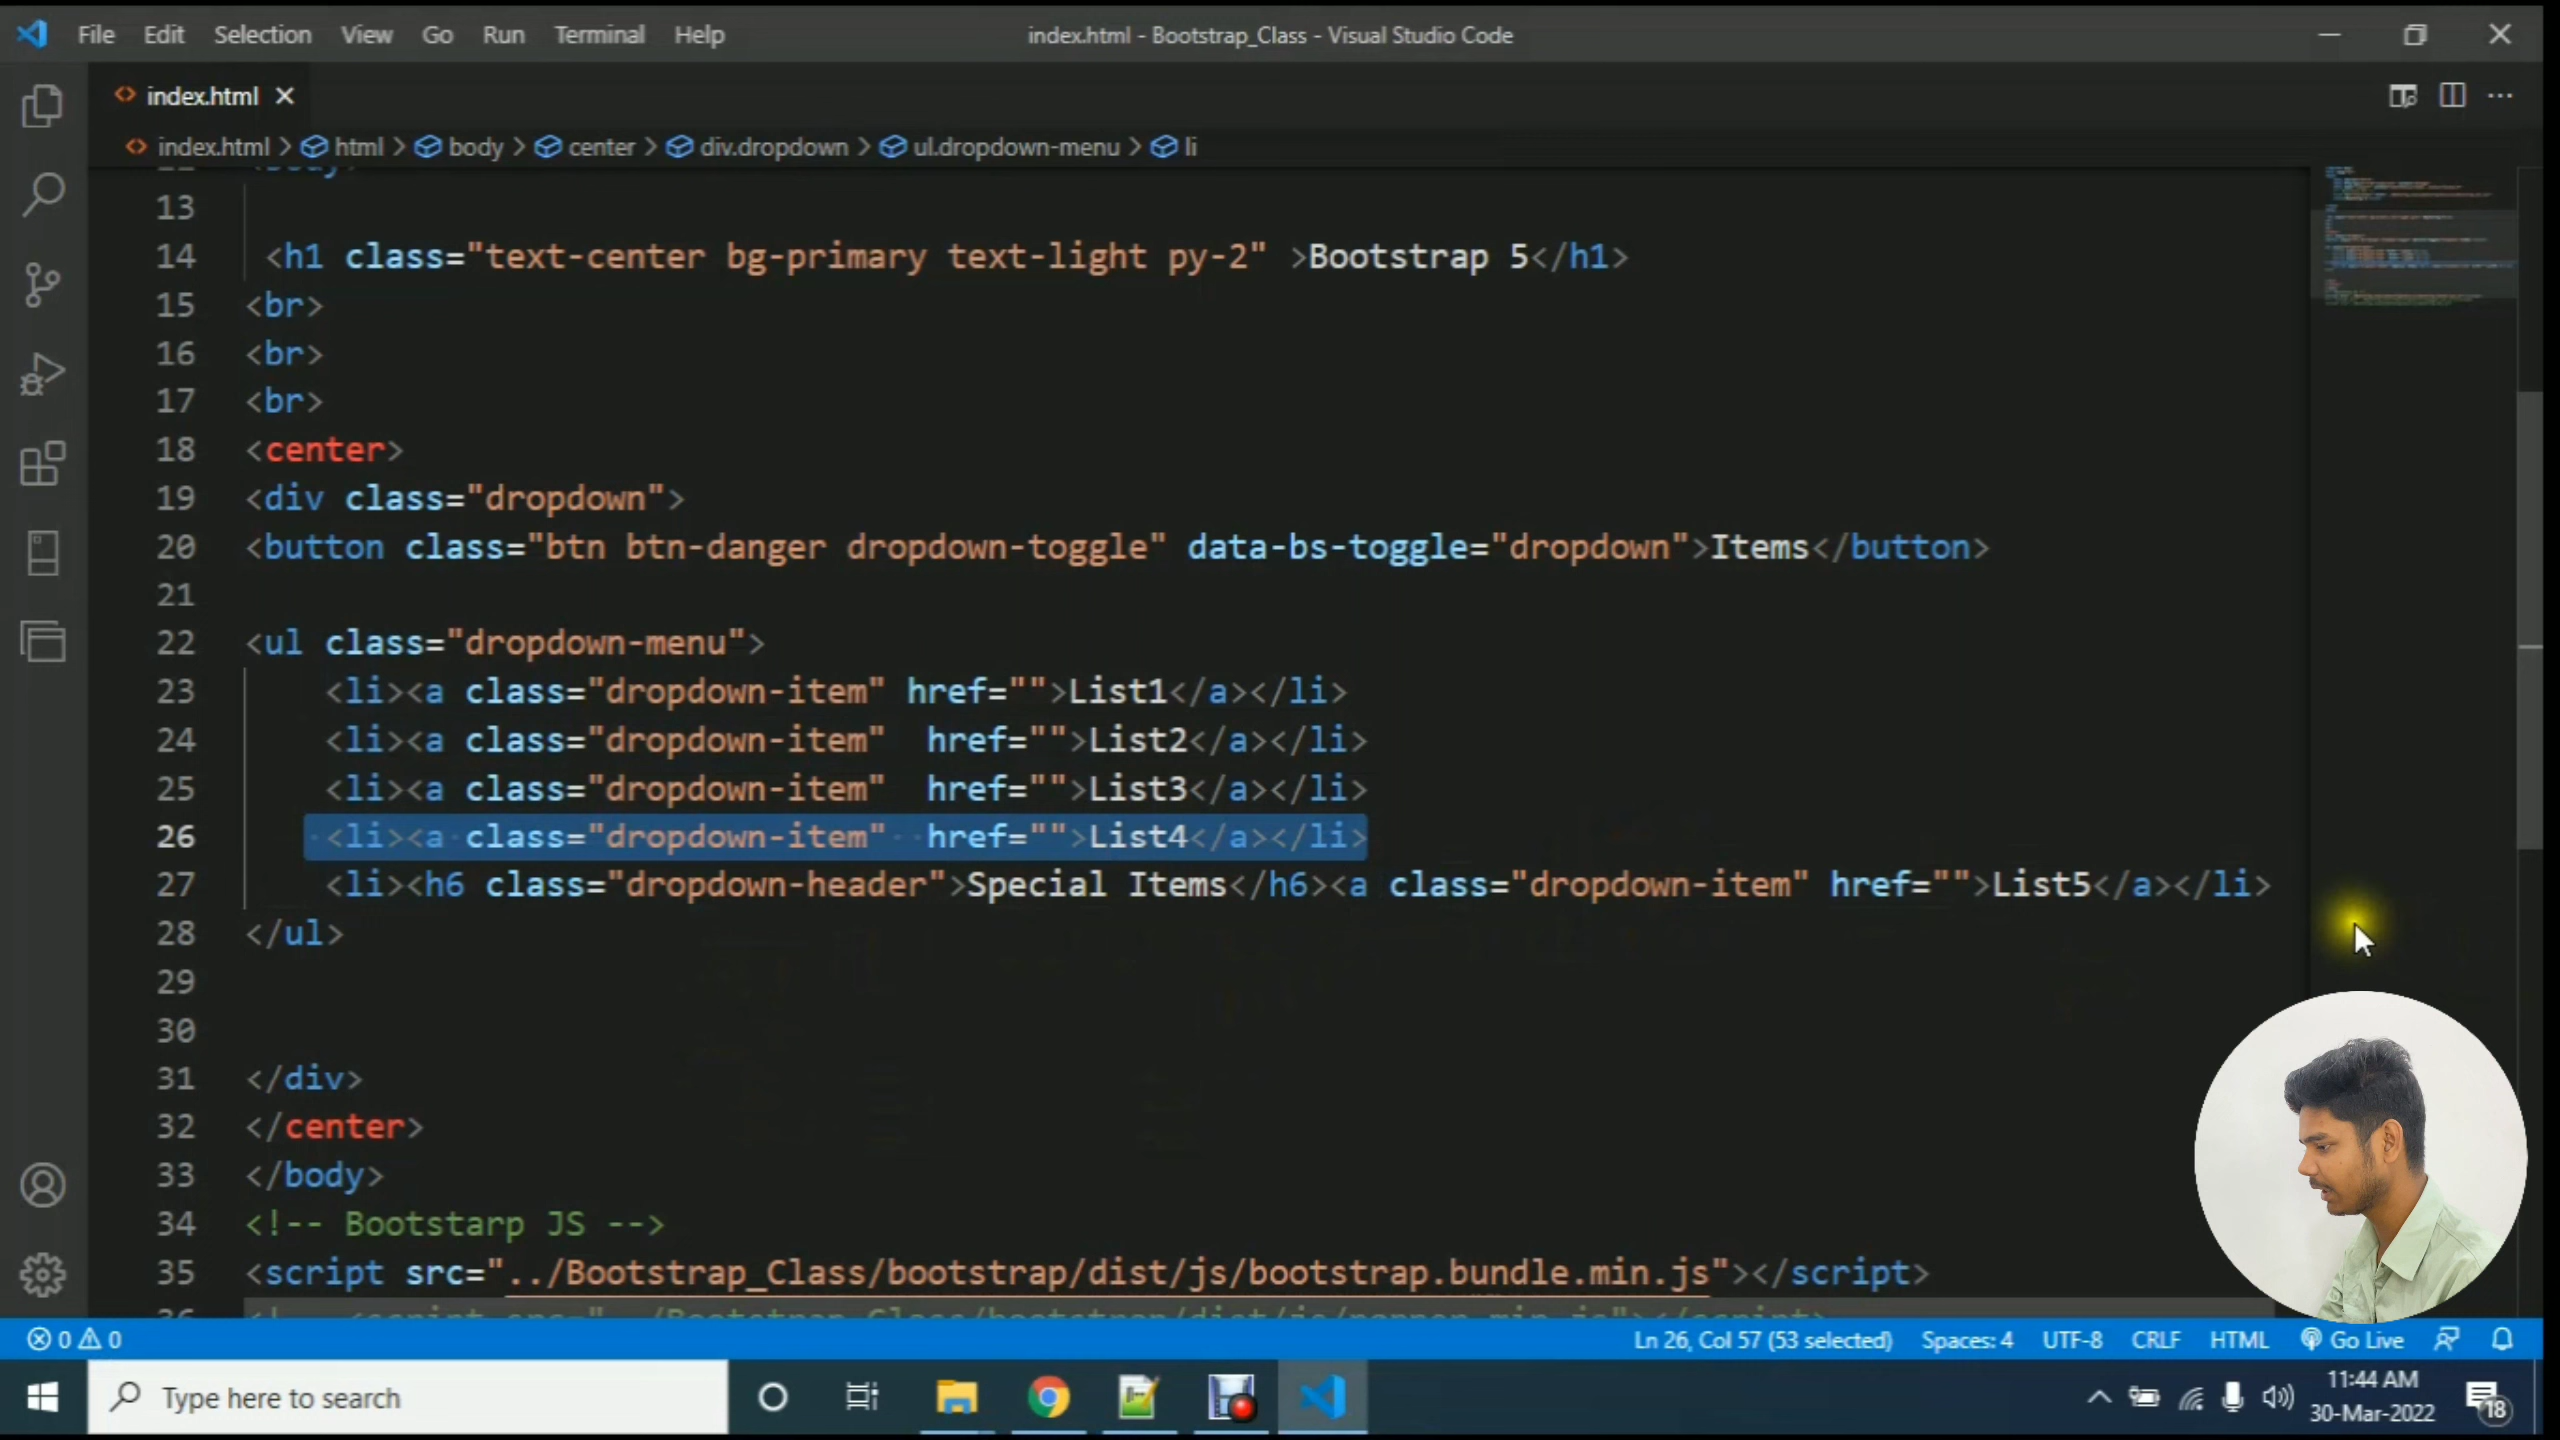 File Edit Selection View Go Run Terminal Help index.html - Bootstrap_Class - Visual Studio Code
index.html
index.html > html > body > center > div.dropdown > ul.dropdown-menu > li
13
14 <h1 class="text-center bg-primary text-light py-2" >Bootstrap 5</h1>
15 <br>
16 <br>
17 <br>
18 <center>
19 <div class="dropdown">
20 <button class="btn btn-danger dropdown-toggle" data-bs-toggle="dropdown">Items</button>
21
22 <ul class="dropdown-menu">
23 <li><a class="dropdown-item" href="">List1</a></li>
24 <li><a class="dropdown-item"  href="">List2</a></li>
25 <li><a class="dropdown-item"  href="">List3</a></li>
26 <li><a class="dropdown-item"  href="">List4</a></li>
27 <li><h6 class="dropdown-header">Special Items</h6><a class="dropdown-item" href="">List5</a></li>
28 </ul>
29
30
31 </div>
32 </center>
33 </body>
34 <!-- Bootstarp JS -->
35 <script src="../Bootstrap_Class/bootstrap/dist/js/bootstrap.bundle.min.js"></script>
0 0 Ln 26, Col 57 (53 selected) Spaces: 4 UTF-8 CRLF HTML Go Live
Type here to search
11:44 AM
30-Mar-2022
18